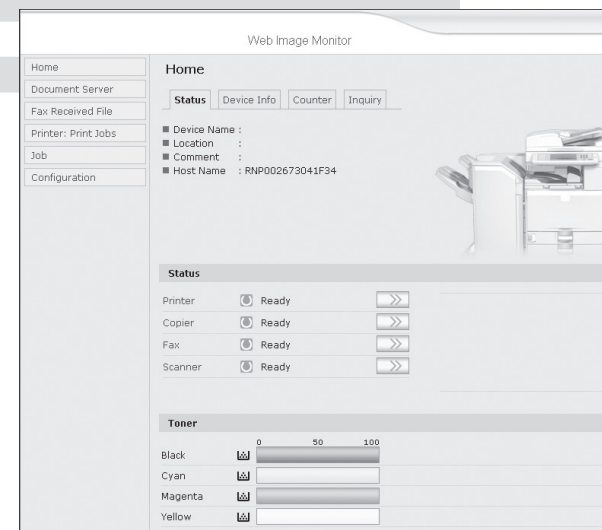 Web Image Monitor
Home
Document Server
Fax Received File
Printer: Print Jobs
Job
Configuration
Home
Status Device Info Counter Inquiry
Device Name :
Location :
Comment :
Host Name : RNP002673041F34
Status
Printer Ready
Copier Ready
Fax Ready
Scanner Ready
Toner
0 50 100
Black
Cyan
Magenta
Yellow